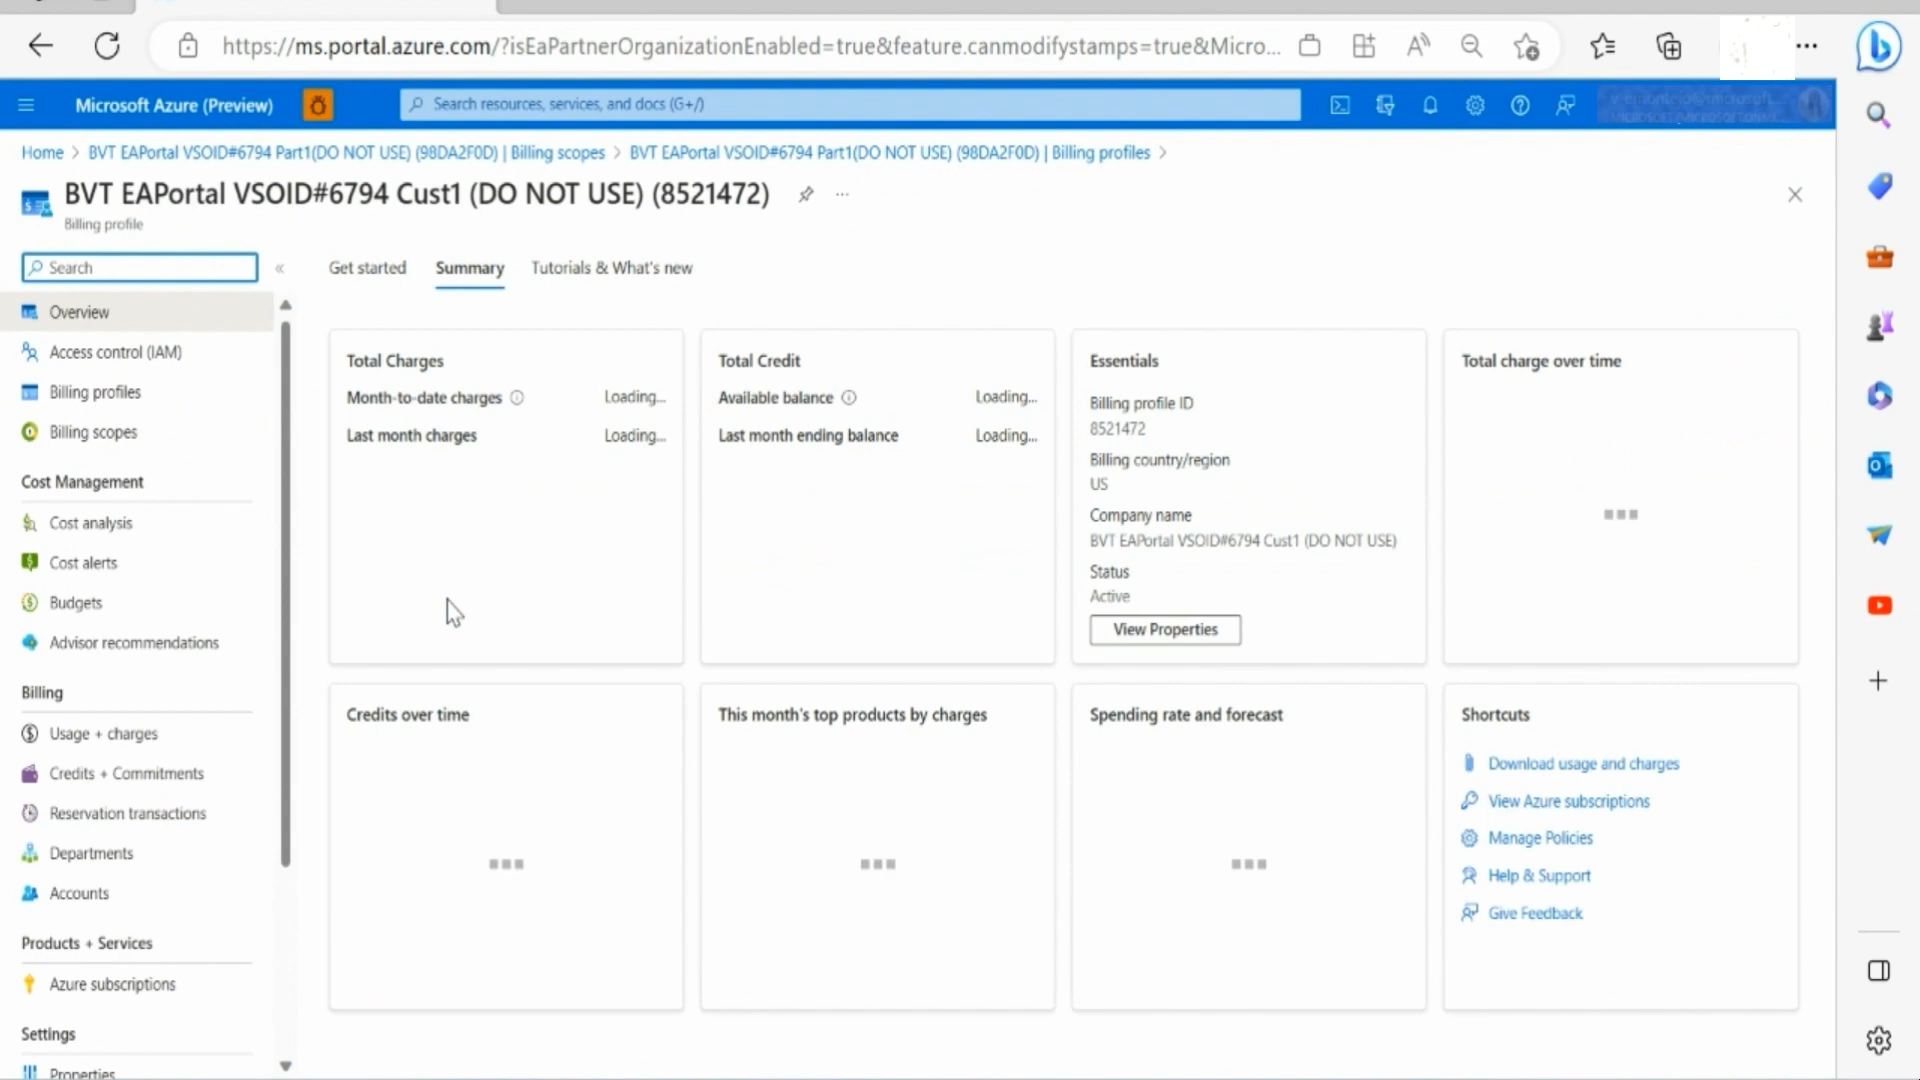 https://ms.portal.azure.com/?isEaPartnerOrganizationEnabled=true&feature.canmodifystamps=true&Micro...
Microsoft Azure (Preview)
Search resources, services, and docs (G+/)
Home > BVT EAPortal VSOID#6794 Part1(DO NOT USE) (98DA2F0D) | Billing scopes > BVT EAPortal VSOID#6794 Part1(DO NOT USE) (98DA2F0D) | Billing profiles >
BVT EAPortal VSOID#6794 Cust1 (DO NOT USE) (8521472)
Billing profile
Search
Overview
Access control (IAM)
Billing profiles
Billing scopes
Cost Management
Cost analysis
Cost alerts
Budgets
Advisor recommendations
Billing
Usage + charges
Credits + Commitments
Reservation transactions
Departments
Accounts
Products + Services
Azure subscriptions
Settings
Properties
Get started Summary Tutorials & What's new
Total Charges
Month-to-date charges Loading...
Last month charges Loading...
Total Credit
Available balance Loading...
Last month ending balance Loading...
Essentials
Billing profile ID
8521472
Billing country/region
US
Company name
BVT EAPortal VSOID#6794 Cust1 (DO NOT USE)
Status
Active
View Properties
Total charge over time
Credits over time
This month's top products by charges
Spending rate and forecast
Shortcuts
Download usage and charges
View Azure subscriptions
Manage Policies
Help & Support
Give Feedback